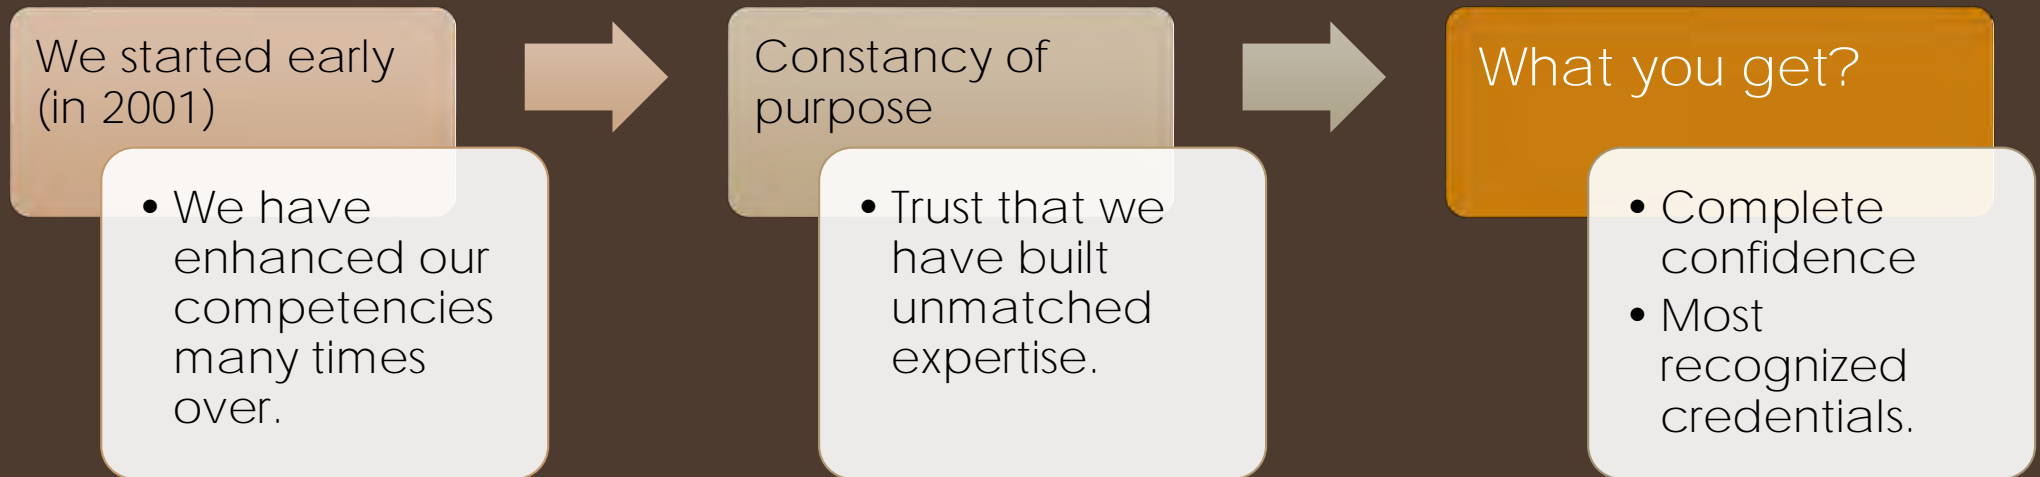 We started early
(in 2001)
• We have
enhanced our
competencies
many times
over.
Constancy of
purpose
• Trust that we
have built
unmatched
expertise.
What you get?
• Complete
confidence
• Most
recognized
credentials.